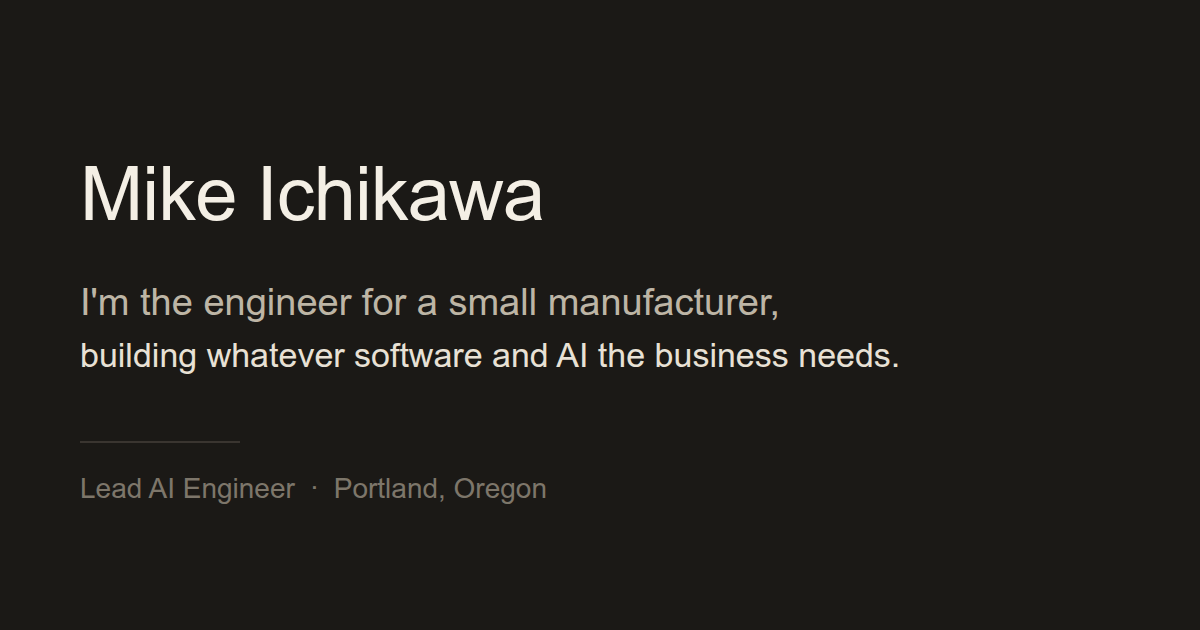 Mike Ichikawa
I'm the engineer for a small manufacturer,
building whatever software and AI the business needs.
Lead AI Engineer · Portland, Oregon